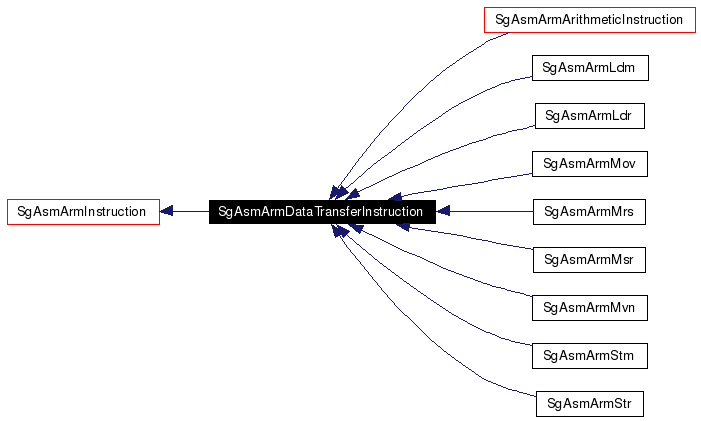 SgAsmArmArithmeticInstruction
SgAsmArmLdm
SgAsmArmLdr
SgAsmArmMov
SgAsmArmInstruction
SgAsmArmDataTransferInstruction
SgAsmArmMrs
SgAsmArmMsr
SgAsmArmMvn
SgAsmArmStm
SgAsmArmStr